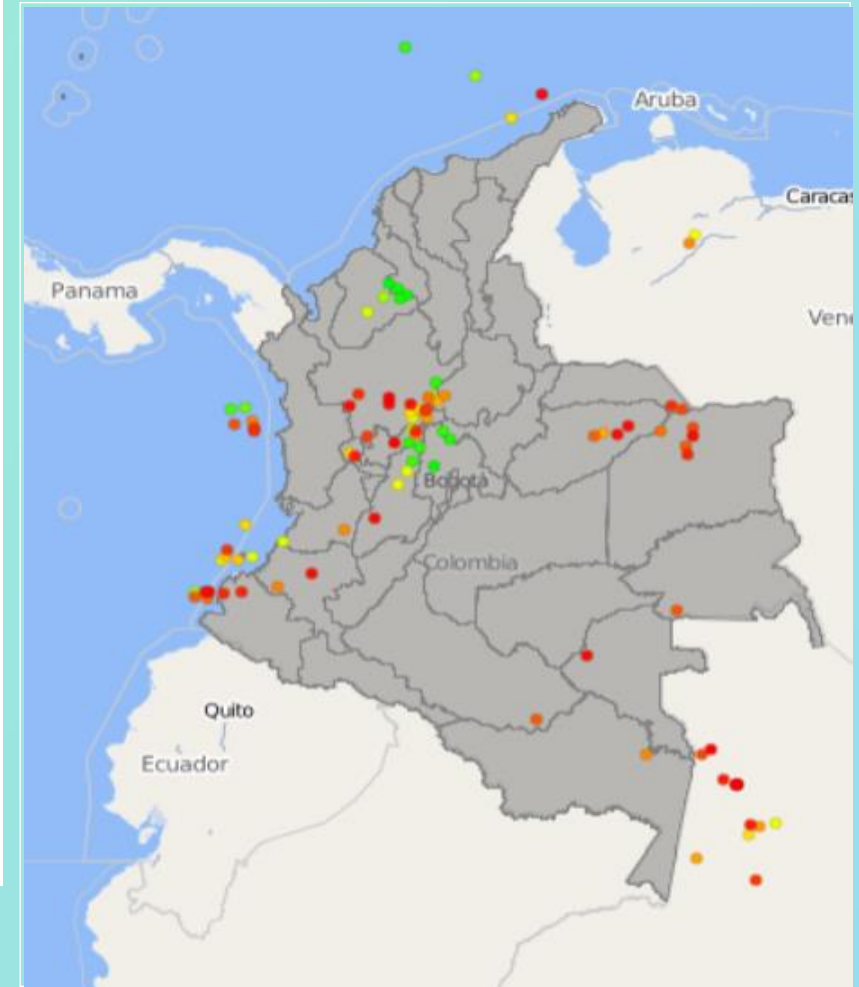 Aruba
Caracas
Panama
Vene
Bogotá
Colombia
Quito
Ecuador